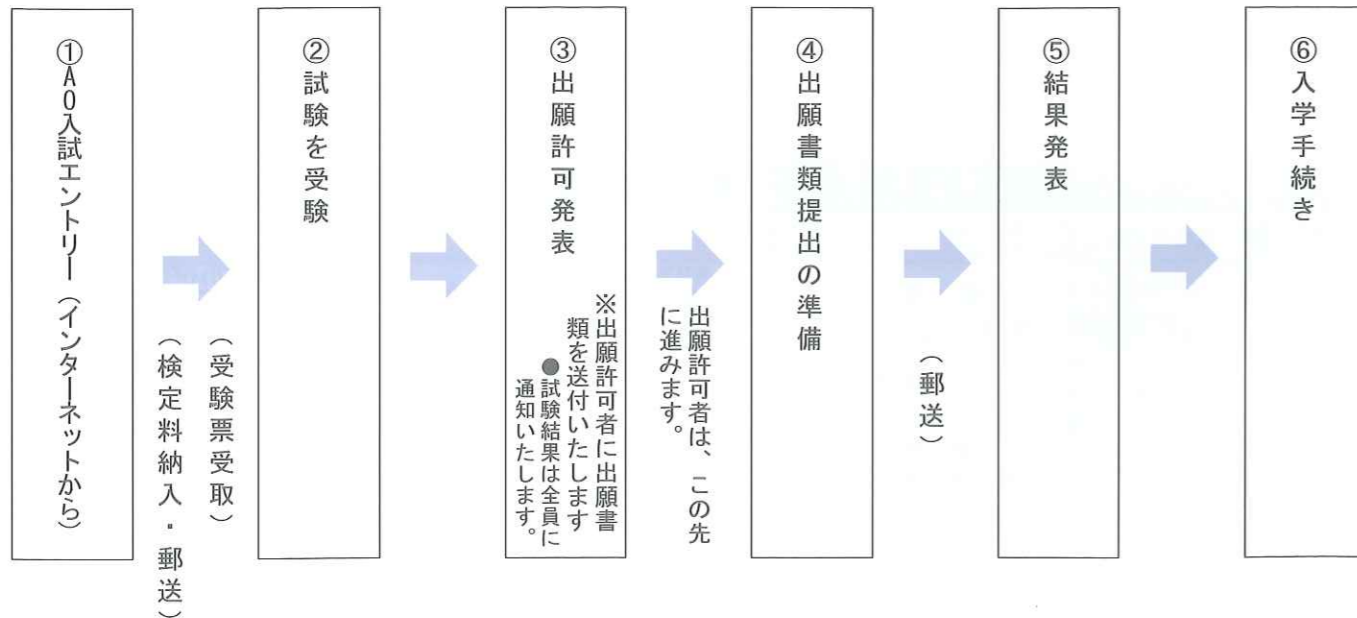 ①AO入試エントリー（インターネットから）
（検定料納入・郵送）
（受験票受取）
②試験を受験
③出願許可発表
※出願許可者に出願書
類を送付いたします
●試験結果は全員に
通知いたします。
出願許可者は、この先
に進みます。
④出願書類提出の準備
（郵送）
⑤結果発表
⑥入学手続き